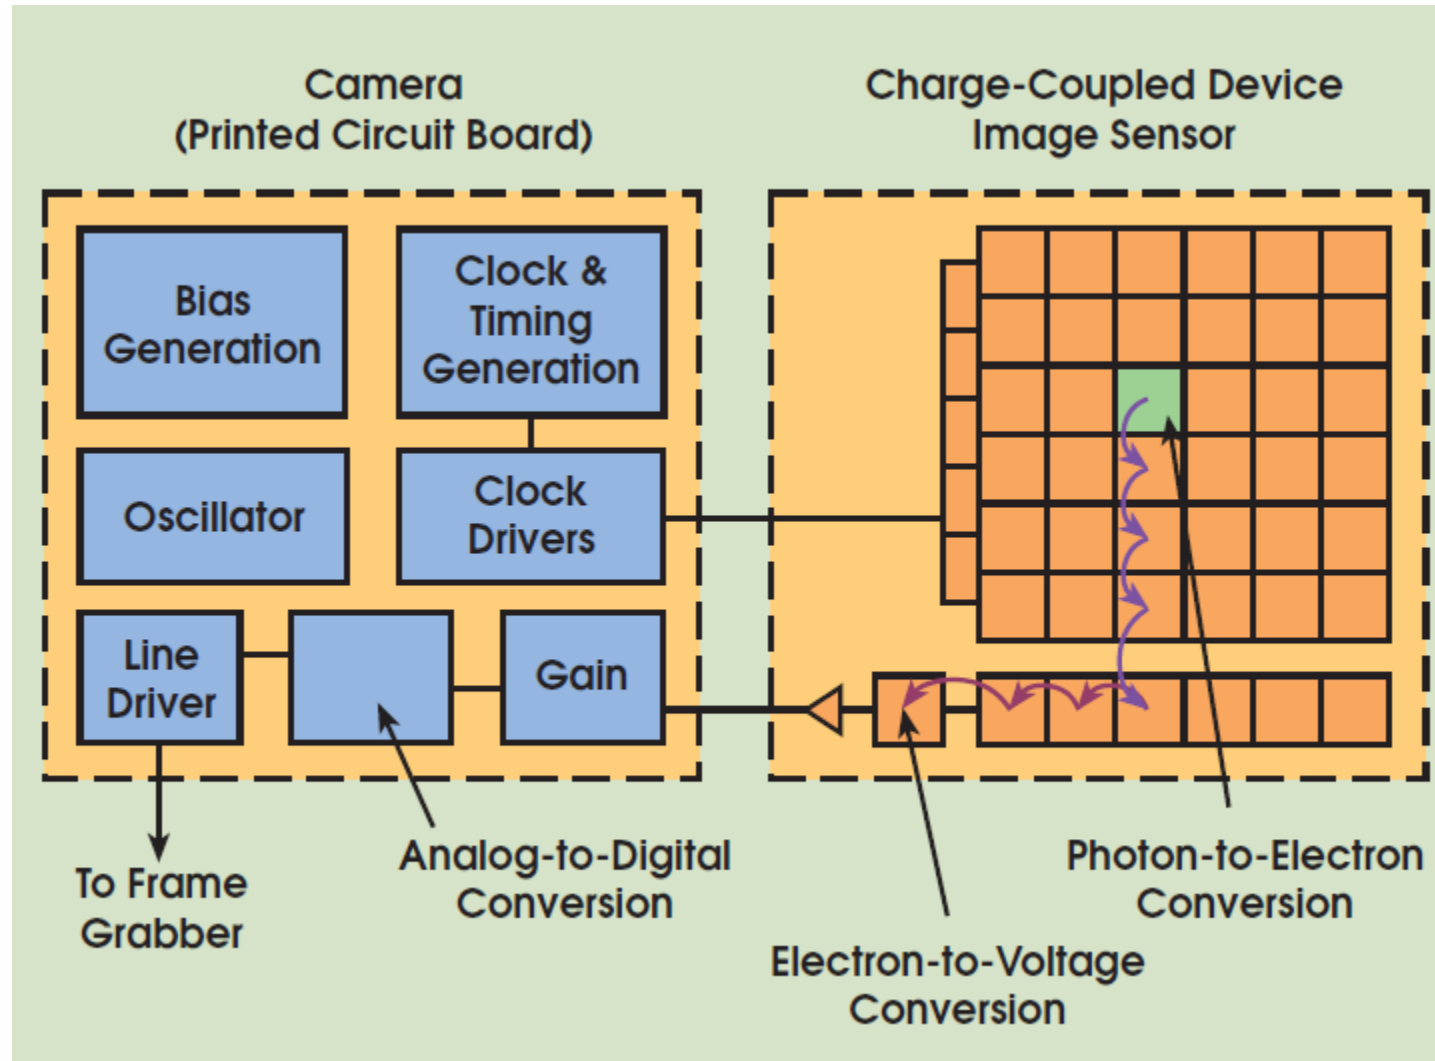 Camera
(Printed Circuit Board)
Charge-Coupled Device
Image Sensor
Bias
Generation
Clock &
Timing
Generation
Oscillator
Clock
Drivers
Line
Driver
Gain
To Frame
Grabber
Analog-to-Digital
Conversion
Electron-to-Voltage
Conversion
Photon-to-Electron
Conversion